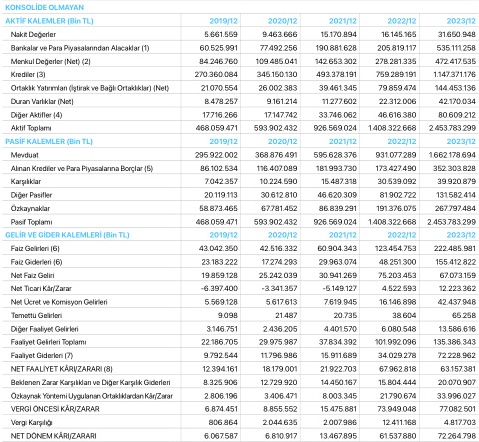 KONSOLİDE OLMAYAN
AKTİF KALEMLER (Bin TL) 2019/12 2020/12 2021/12 2022/12 2023/12
Nakit Değerler 5.661.559 9.463.666 15.170.894 16.145.165 31.650.948
Bankalar ve Para Piyasalarından Alacaklar (1) 60.525.991 77.492.256 190.881.628 205.819.117 535.111.258
Menkul Değerler (Net) (2) 84.246.760 109.485.041 142.653.302 278.281.335 472.417.535
Krediler (3) 270.360.084 345.150.130 493.378.191 759.289.191 1.147.371.176
Ortaklık Yatırımları (İştirak ve Bağlı Ortaklıklar) (Net) 21.070.554 26.002.383 39.461.345 79.859.474 144.453.136
Duran Varlıklar (Net) 8.478.257 9.161.214 11.277.602 22.312.006 42.170.034
Diğer Aktifler (4) 17.716.266 17.147.742 33.746.062 46.616.380 80.609.212
Aktif Toplamı 468.059.471 593.902.432 926.569.024 1.408.322.668 2.453.783.299
PASİF KALEMLER (Bin TL) 2019/12 2020/12 2021/12 2022/12 2023/12
Mevduat 295.922.002 368.876.491 595.628.376 931.077.289 1.662.178.694
Alınan Krediler ve Para Piyasalarına Borçlar (5) 86.102.534 116.407.089 181.993.730 173.427.490 352.303.828
Karşılıklar 7.042.357 10.224.590 15.487.318 30.539.092 39.920.879
Diğer Pasifler 20.119.113 30.612.810 46.620.309 81.902.722 131.582.414
Özkaynaklar 58.873.465 67.781.452 86.839.291 191.376.075 267.797.484
Pasif Toplamı 468.059.471 593.902.432 926.569.024 1.408.322.668 2.453.783.299
GELİR VE GİDER KALEMLERİ (Bin TL) 2019/12 2020/12 2021/12 2022/12 2023/12
Faiz Gelirleri (6) 43.042.350 42.516.332 60.904.343 123.454.753 222.485.981
Faiz Giderleri (6) 23.183.222 17.274.293 29.963.074 48.251.300 155.412.822
Net Faiz Geliri 19.859.128 25.242.039 30.941.269 75.203.453 67.073.159
Net Ticari Kâr/Zarar -6.397.400 -3.341.357 -5.149.127 4.522.593 12.223.362
Net Ücret ve Komisyon Gelirleri 5.569.128 5.617.613 7.619.945 16.146.898 42.437.948
Temettü Gelirleri 9.098 21.487 20.735 38.604 65.258
Diğer Faaliyet Gelirleri 3.146.751 2.436.205 4.401.570 6.080.548 13.586.616
Faaliyet Gelirleri Toplamı 22.186.705 29.975.987 37.834.392 101.992.096 135.386.343
Faaliyet Giderleri (7) 9.792.544 11.796.986 15.911.689 34.029.278 72.228.962
NET FAALİYET KÂRI/ZARARI (8) 12.394.161 18.179.001 21.922.703 67.962.818 63.157.381
Beklenen Zarar Karşılıkları ve Diğer Karşılık Giderleri 8.325.906 12.729.920 14.450.167 15.804.444 20.070.907
Özkaynak Yöntemi Uygulanan Ortaklıklardan Kâr/Zarar 2.806.196 3.406.471 8.003.345 21.790.674 33.996.027
VERGİ ÖNCESİ KÂR/ZARAR 6.874.451 8.855.552 15.475.881 73.949.048 77.082.501
Vergi Karşılığı 806.864 2.044.635 2.007.986 12.411.168 4.817.703
NET DÖNEM KÂRI/ZARARI 6.067.587 6.810.917 13.467.895 61.537.880 72.264.798